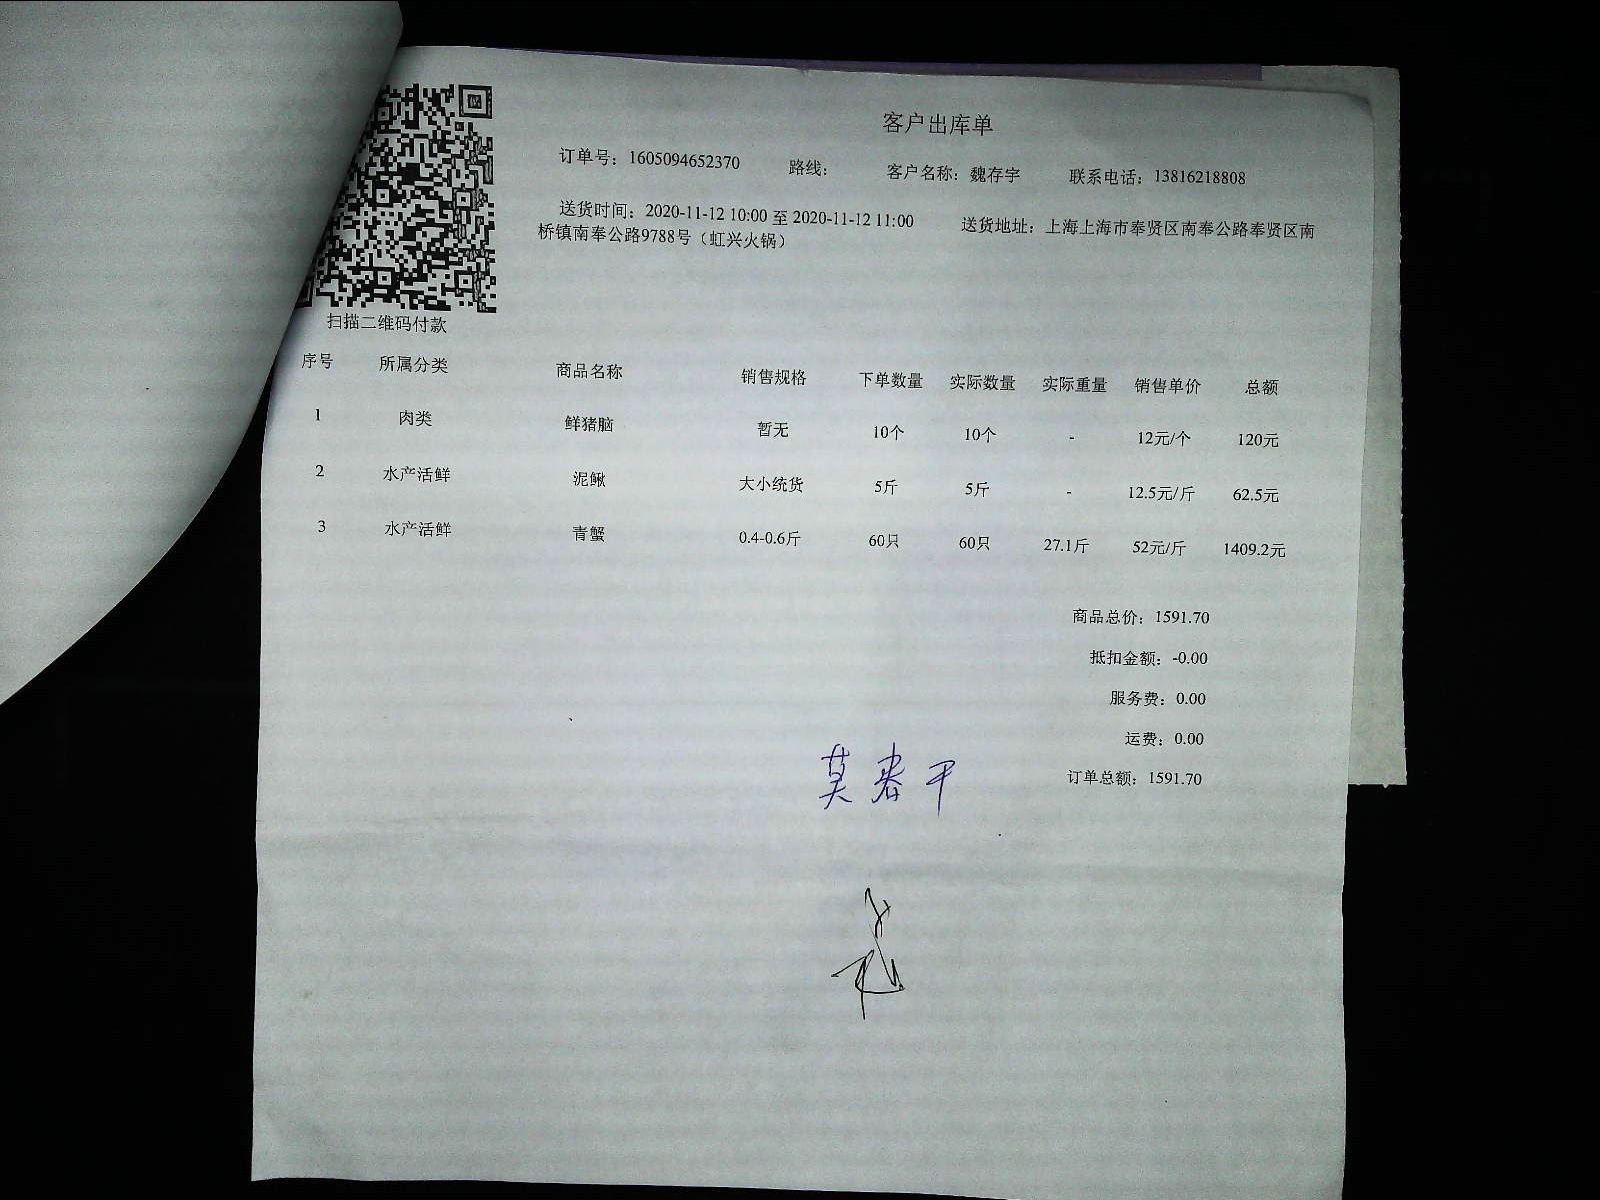 客户出库单
订单号：1605094652370 路线： 客户名称：魏存宇 联系电话：13816218808
送货时间：2020-11-12 10:00 至 2020-11-12 11:00 送货地址：上海上海市奉贤区南奉公路奉贤区南
桥镇南奉公路9788号（虹兴火锅）
扫描二维码付款
序号 所属分类 商品名称 销售规格 下单数量 实际数量 实际重量 销售单价 总额
1 肉类 鲜猪脑 暂无 10个 10个 - 12元/个 120元
2 水产活鲜 泥鳅 大小统货 5斤 5斤 - 12.5元/斤 62.5元
3 水产活鲜 青蟹 0.4-0.6斤 60只 60只 27.1斤 52元/斤 1409.2元
商品总价：1591.70
抵扣金额：-0.00
服务费：0.00
运费：0.00
订单总额：1591.70